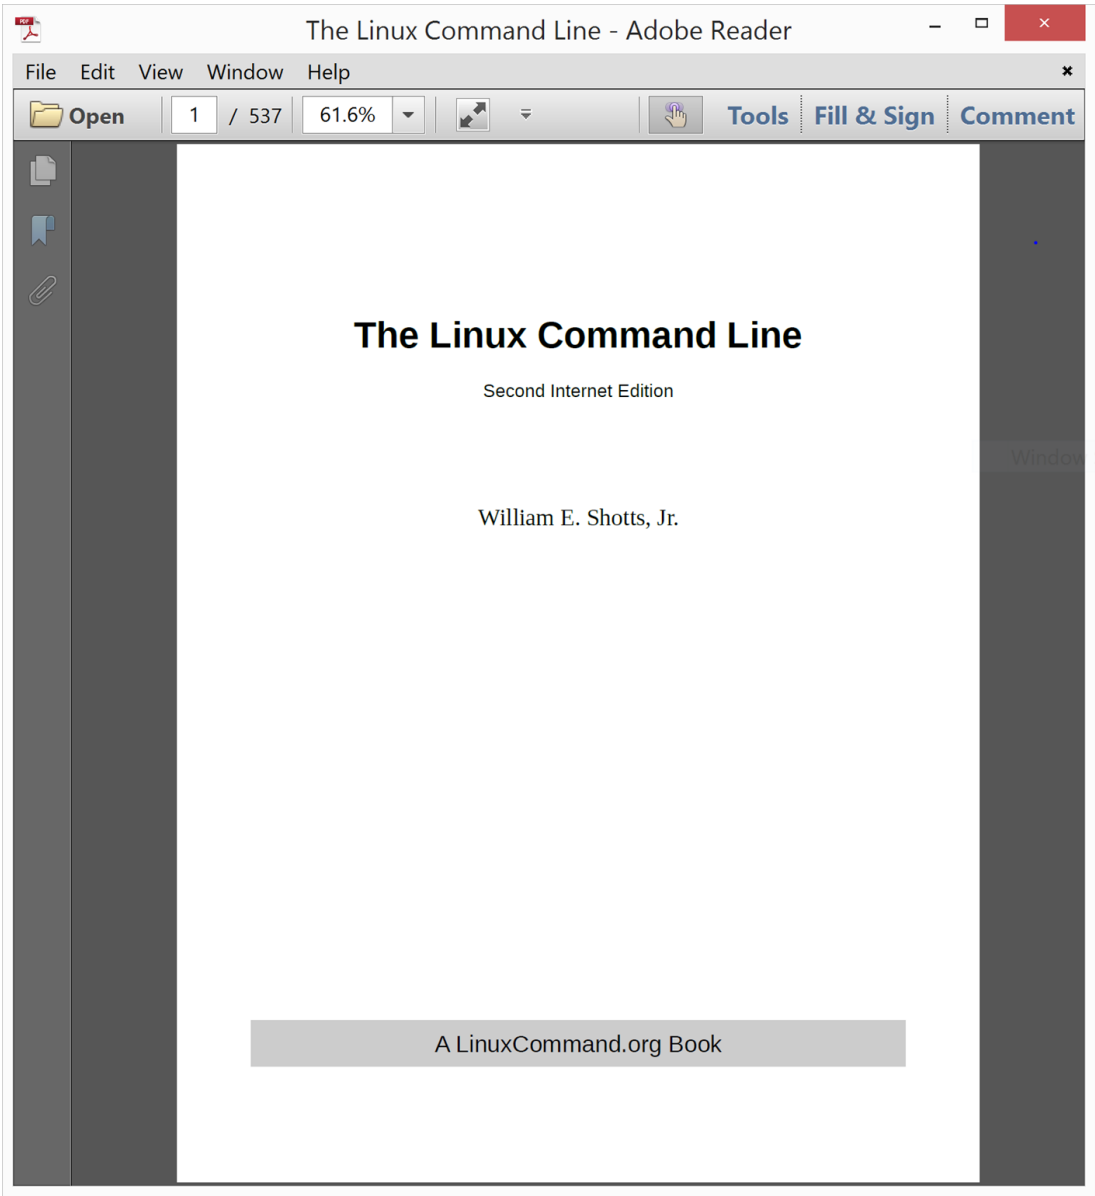 The Linux Command Line - Adobe Reader
File Edit View Window Help
Open 1 / 537 61.6% Tools Fill & Sign Comment
The Linux Command Line
Second Internet Edition
Window
William E. Shotts, Jr.
A LinuxCommand.org Book